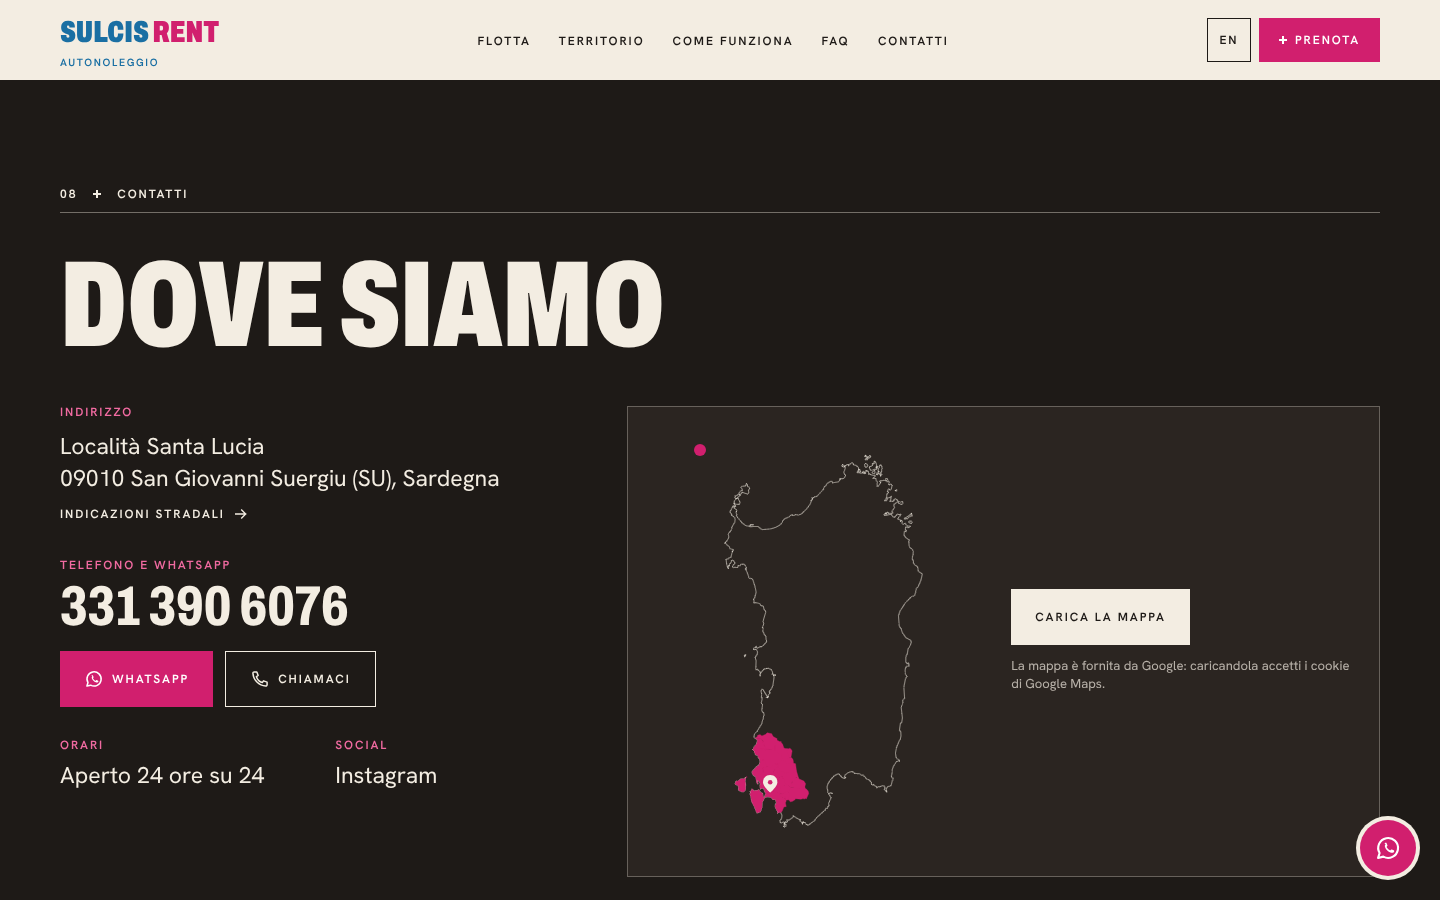 SULCIS RENT
AUTONOLEGGIO
FLOTTA
TERRITORIO
COME FUNZIONA
FAQ
CONTATTI
EN
+ PRENOTA
08 + CONTATTI
DOVE SIAMO
INDIRIZZO
Località Santa Lucia
09010 San Giovanni Suergiu (SU), Sardegna
INDICAZIONI STRADALI →
TELEFONO E WHATSAPP
331 390 6076
WHATSAPP
CHIAMACI
ORARI
Aperto 24 ore su 24
SOCIAL
Instagram
CARICA LA MAPPA
La mappa è fornita da Google: caricandola accetti i cookie
di Google Maps.